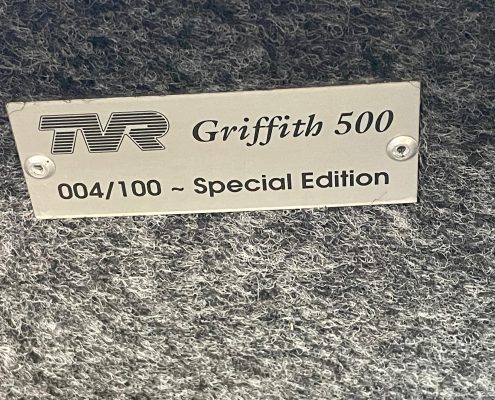 TVR Griffith 500
004/100 ~ Special Edition